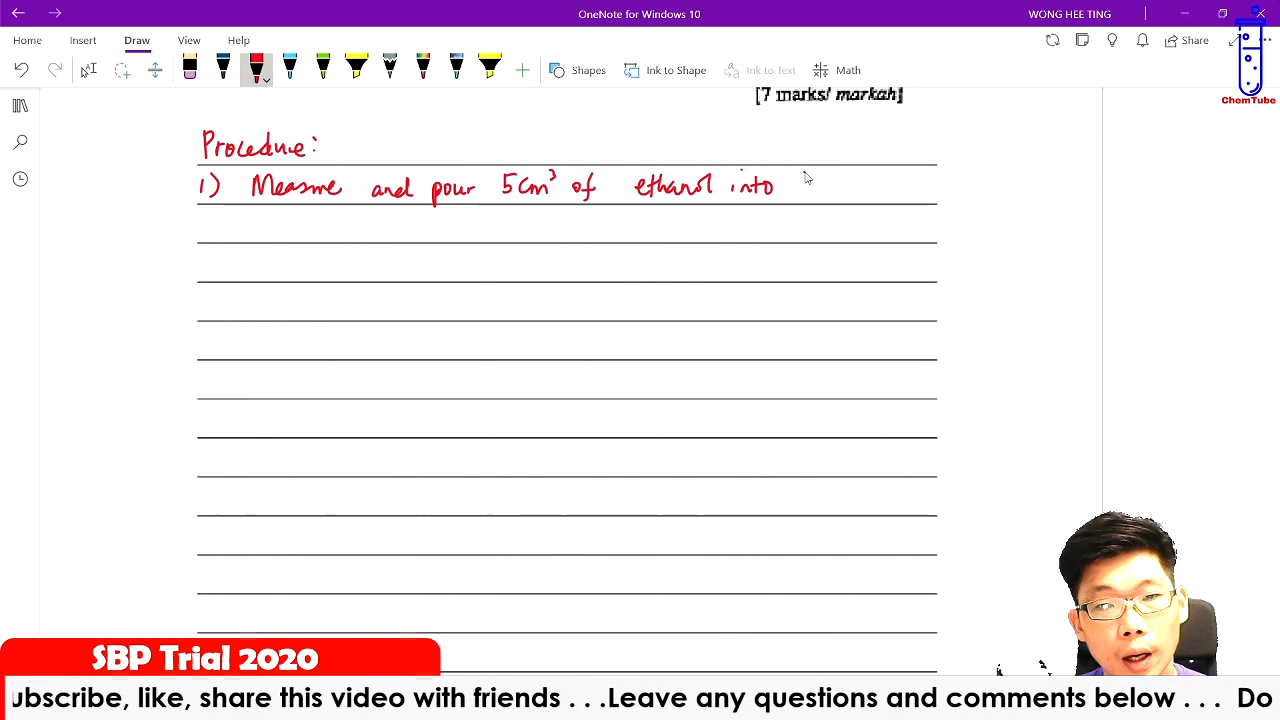 OneNote for Windows 10
WONG HEE TING
Home Insert Draw View Help
Share
Shapes
Ink to Shape
Ink to Text
Math
ChemTube
[7 marks/ markah]
Procedure:
1) Measure and pour 5cm³ of ethanol into
SBP Trial 2020
ubscribe, like, share this video with friends . . .Leave any questions and comments below . . . Do